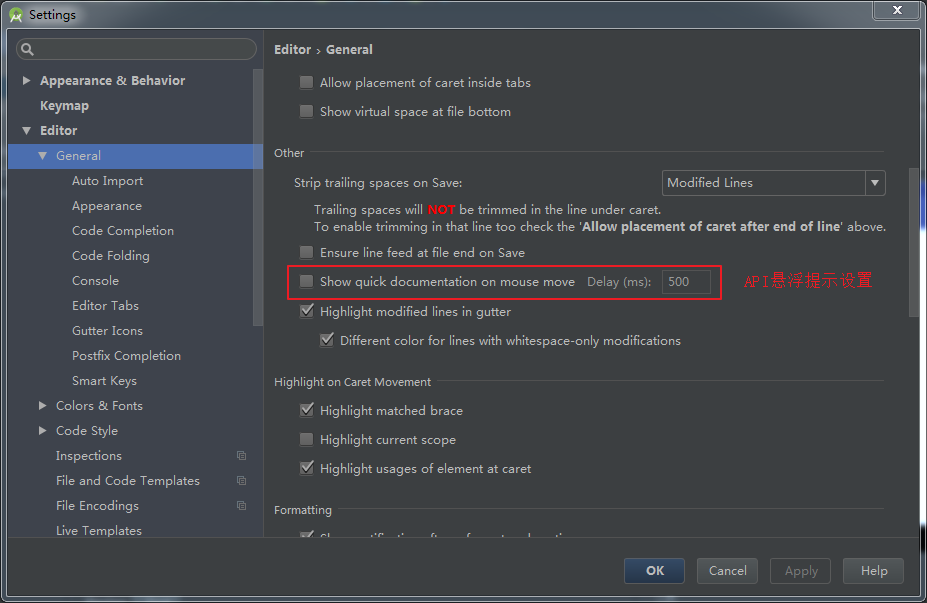 Settings
Editor › General
Appearance & Behavior
Keymap
Editor
General
Auto Import
Appearance
Code Completion
Code Folding
Console
Editor Tabs
Gutter Icons
Postfix Completion
Smart Keys
Colors & Fonts
Code Style
Inspections
File and Code Templates
File Encodings
Live Templates
Allow placement of caret inside tabs
Show virtual space at file bottom
Other
Strip trailing spaces on Save: Modified Lines
Trailing spaces will NOT be trimmed in the line under caret.
To enable trimming in that line too check the 'Allow placement of caret after end of line' above.
Ensure line feed at file end on Save
Show quick documentation on mouse move Delay (ms): 500 API悬浮提示设置
Highlight modified lines in gutter
Different color for lines with whitespace-only modifications
Highlight on Caret Movement
Highlight matched brace
Highlight current scope
Highlight usages of element at caret
Formatting
OK Cancel Apply Help